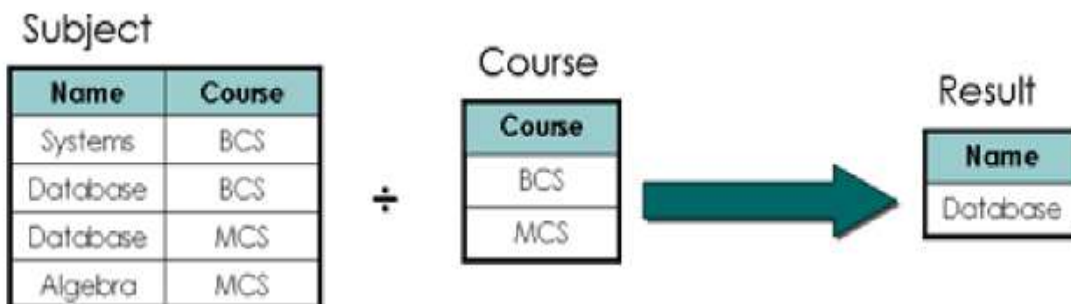 Subject
Name Course
Systems BCS
Database BCS
Database MCS
Algebra MCS
÷
Course
Course
BCS
MCS
Result
Name
Database